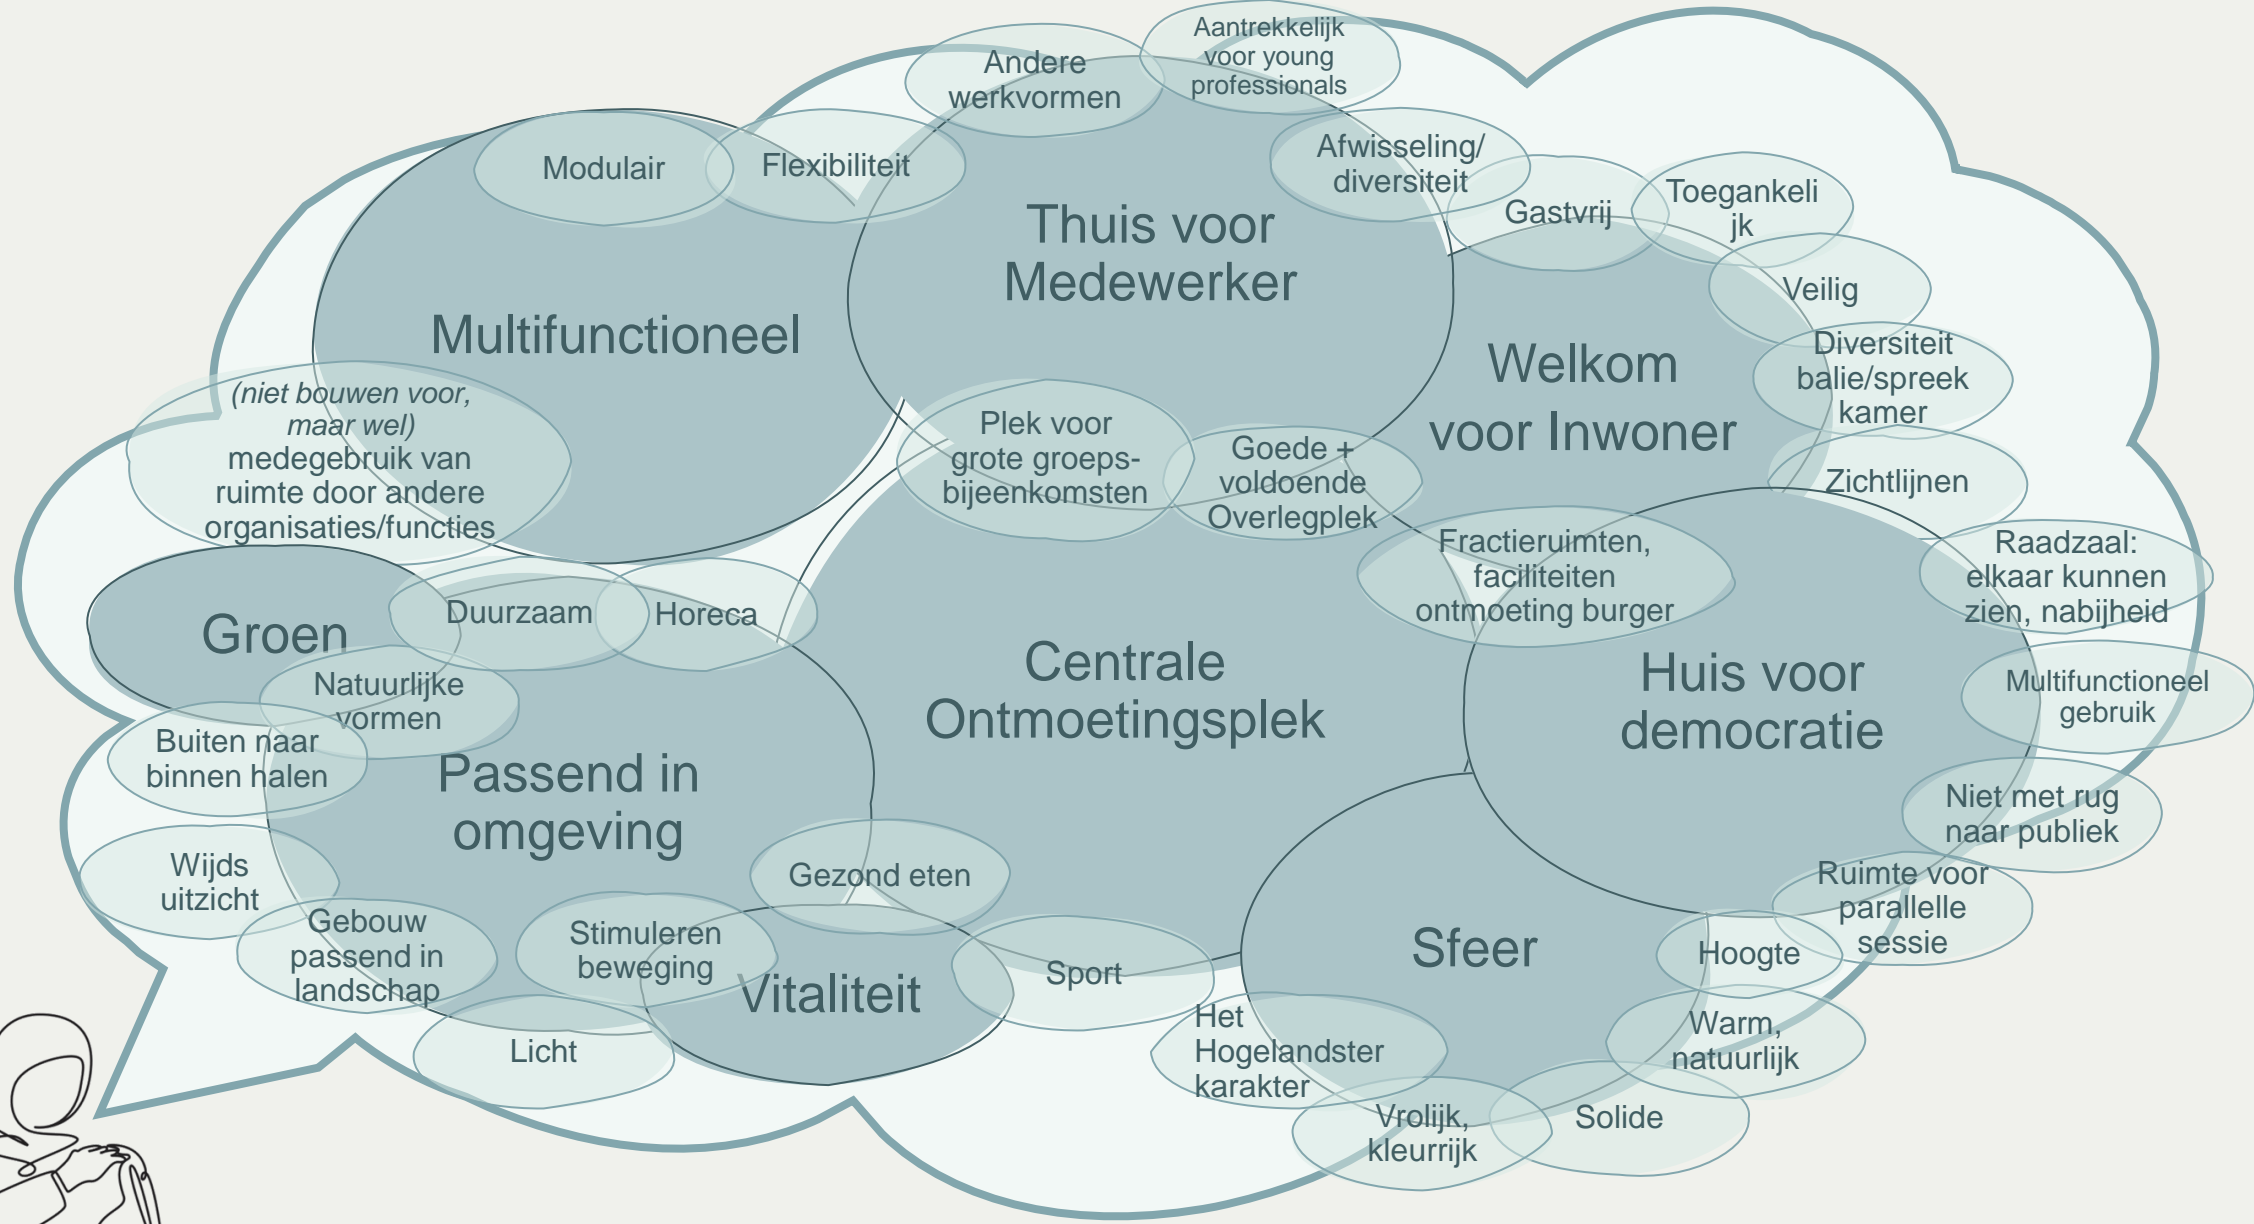 Aantrekkelijk
voor young
professionals
Andere
werkvormen
Modulair
Flexibiliteit
Afwisseling/
diversiteit
Gastvrij
Toegankeli
jk
Thuis voor
Medewerker
Veilig
Multifunctioneel
Welkom
voor Inwoner
Diversiteit
balie/spreek
kamer
(niet bouwen voor,
maar wel)
medegebruik van
ruimte door andere
organisaties/functies
Plek voor
grote groeps-
bijeenkomsten
Goede +
voldoende
Overlegplek
Zichtlijnen
Fractieruimten,
faciliteiten
ontmoeting burger
Raadzaal:
elkaar kunnen
zien, nabijheid
Groen
Duurzaam
Horeca
Natuurlijke
vormen
Centrale
Ontmoetingsplek
Huis voor
democratie
Multifunctioneel
gebruik
Buiten naar
binnen halen
Passend in
omgeving
Niet met rug
naar publiek
Wijds
uitzicht
Gezond eten
Ruimte voor
parallelle
sessie
Gebouw
passend in
landschap
Stimuleren
beweging
Vitaliteit
Sport
Sfeer
Hoogte
Licht
Het
Hogelandster
karakter
Warm,
natuurlijk
Vrolijk,
kleurrijk
Solide